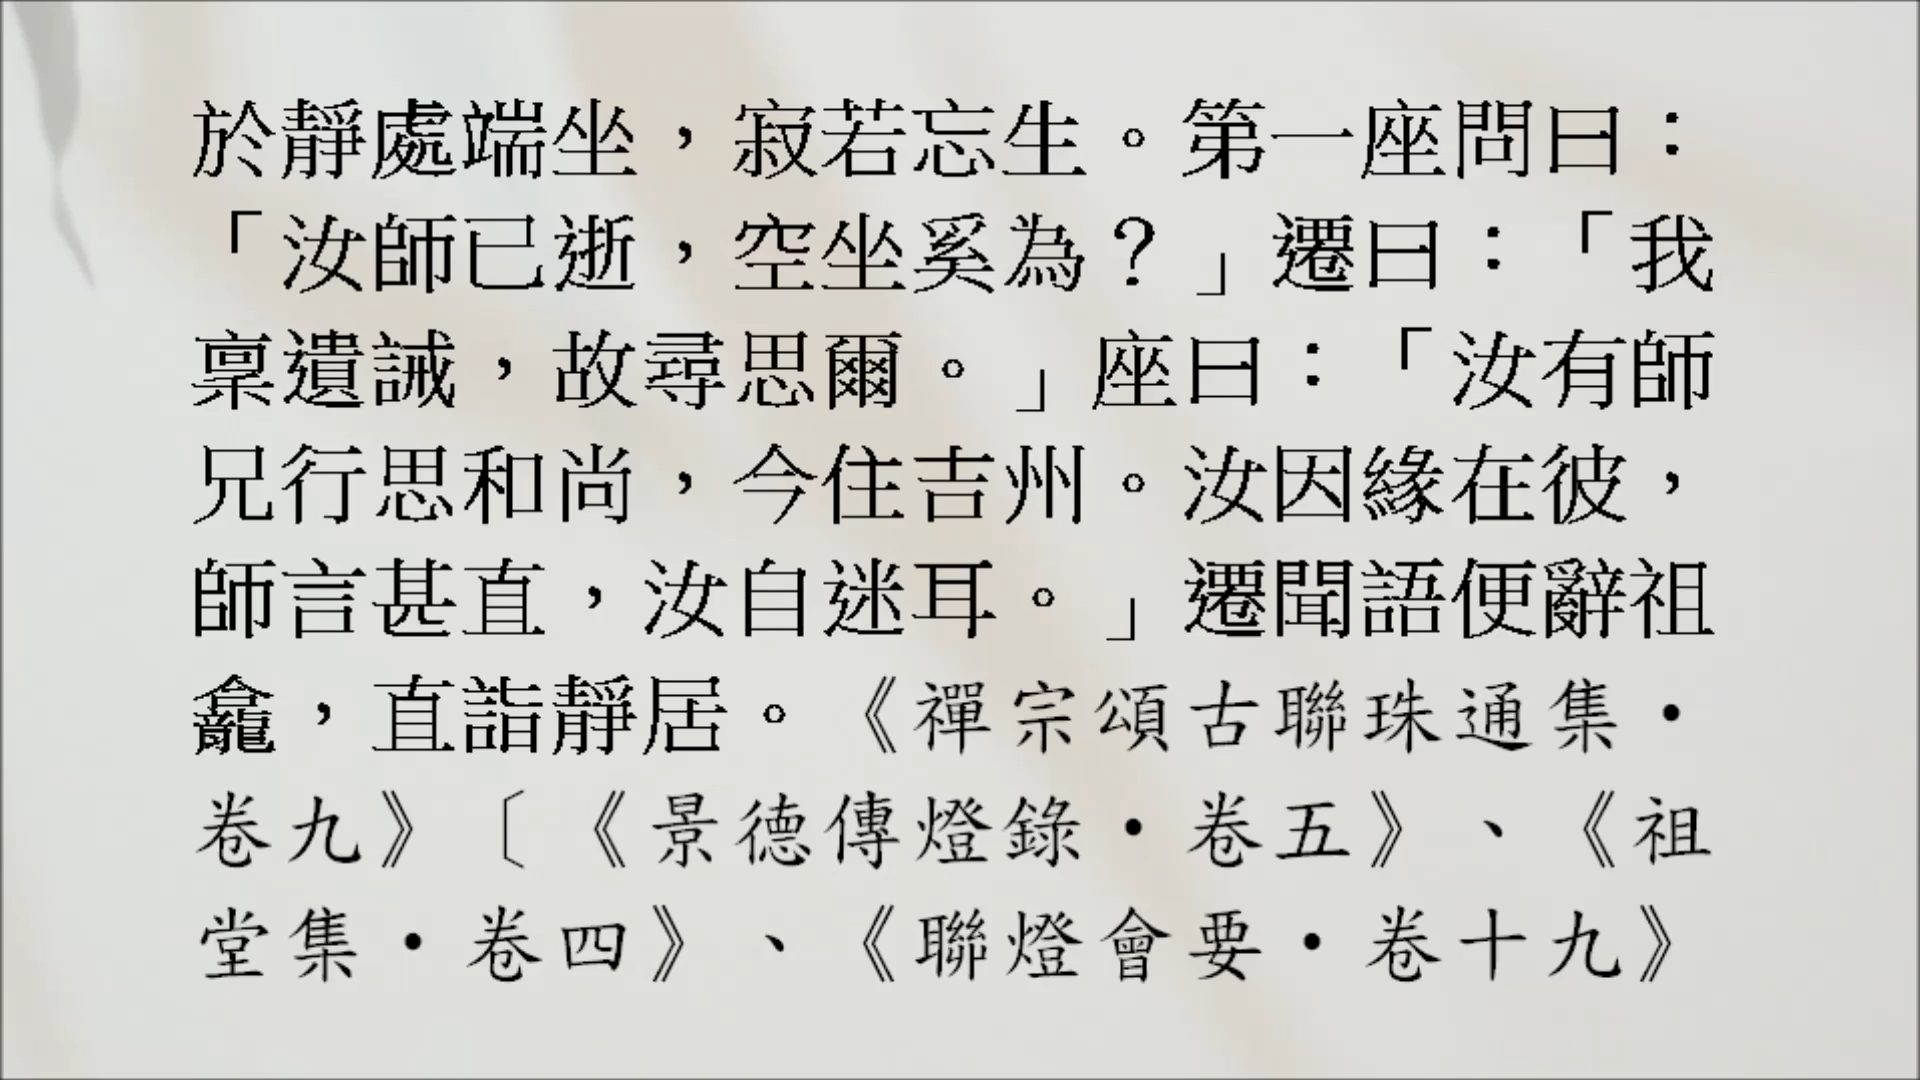 於靜處端坐，寂若忘生。第一座問曰：
「汝師已逝，空坐奚為？」遷曰：「我
稟遺誡，故尋思爾。」座曰：「汝有師
兄行思和尚，今住吉州。汝因緣在彼，
師言甚直，汝自迷耳。」遷聞語便辭祖
龕，直詣靜居。《禪宗頌古聯珠通集‧
卷九》〔《景德傳燈錄‧卷五》、《祖
堂集‧卷四》、《聯燈會要‧卷十九》